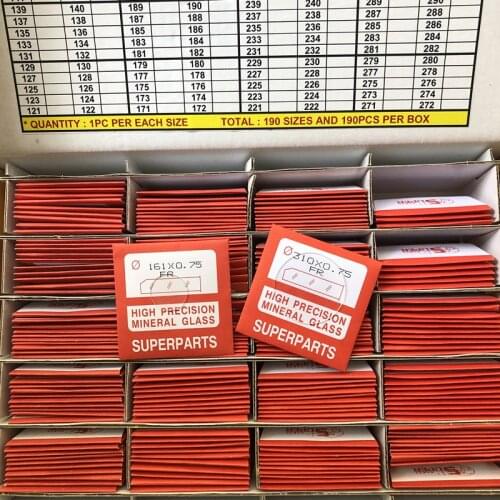 139 140 189 190 239 240 289 290
137 138 187 188 237 238 287 288
135 136 185 186 235 236 285 286
133 134 183 184 233 234 283 284
131 132 181 182 231 232 281 282
129 130 179 180 229 230 279 280
127 128 177 178 227 228 277 278
125 126 175 176 225 226 275 276
123 124 173 174 223 224 273 274
121 122 171 172 221 222 271 272
* QUANTITY : 1PC PER EACH SIZE TOTAL : 190 SIZES AND 190PCS PER BOX
Ø 161X0.75
FR
HIGH PRECISION
MINERAL GLASS
SUPERPARTS
Ø 310X0.75
FR
HIGH PRECISION
MINERAL GLASS
SUPERPARTS